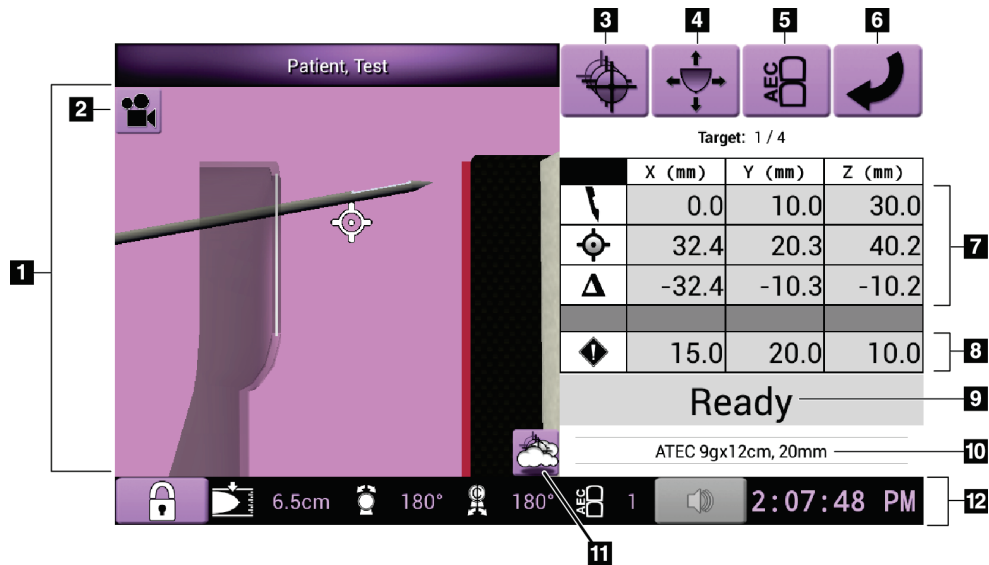 3 4 5 6
Patient, Test
AEC
1
2
Target: 1 / 4
X (mm) Y (mm) Z (mm)
0.0 10.0 30.0
32.4 20.3 40.2
7
Δ -32.4 -10.3 -10.2
! 15.0 20.0 10.0
8
Ready
9
ATEC 9gx12cm, 20mm
10
6.5cm 180° C 180° AEC 1 2:07:48 PM
12
11